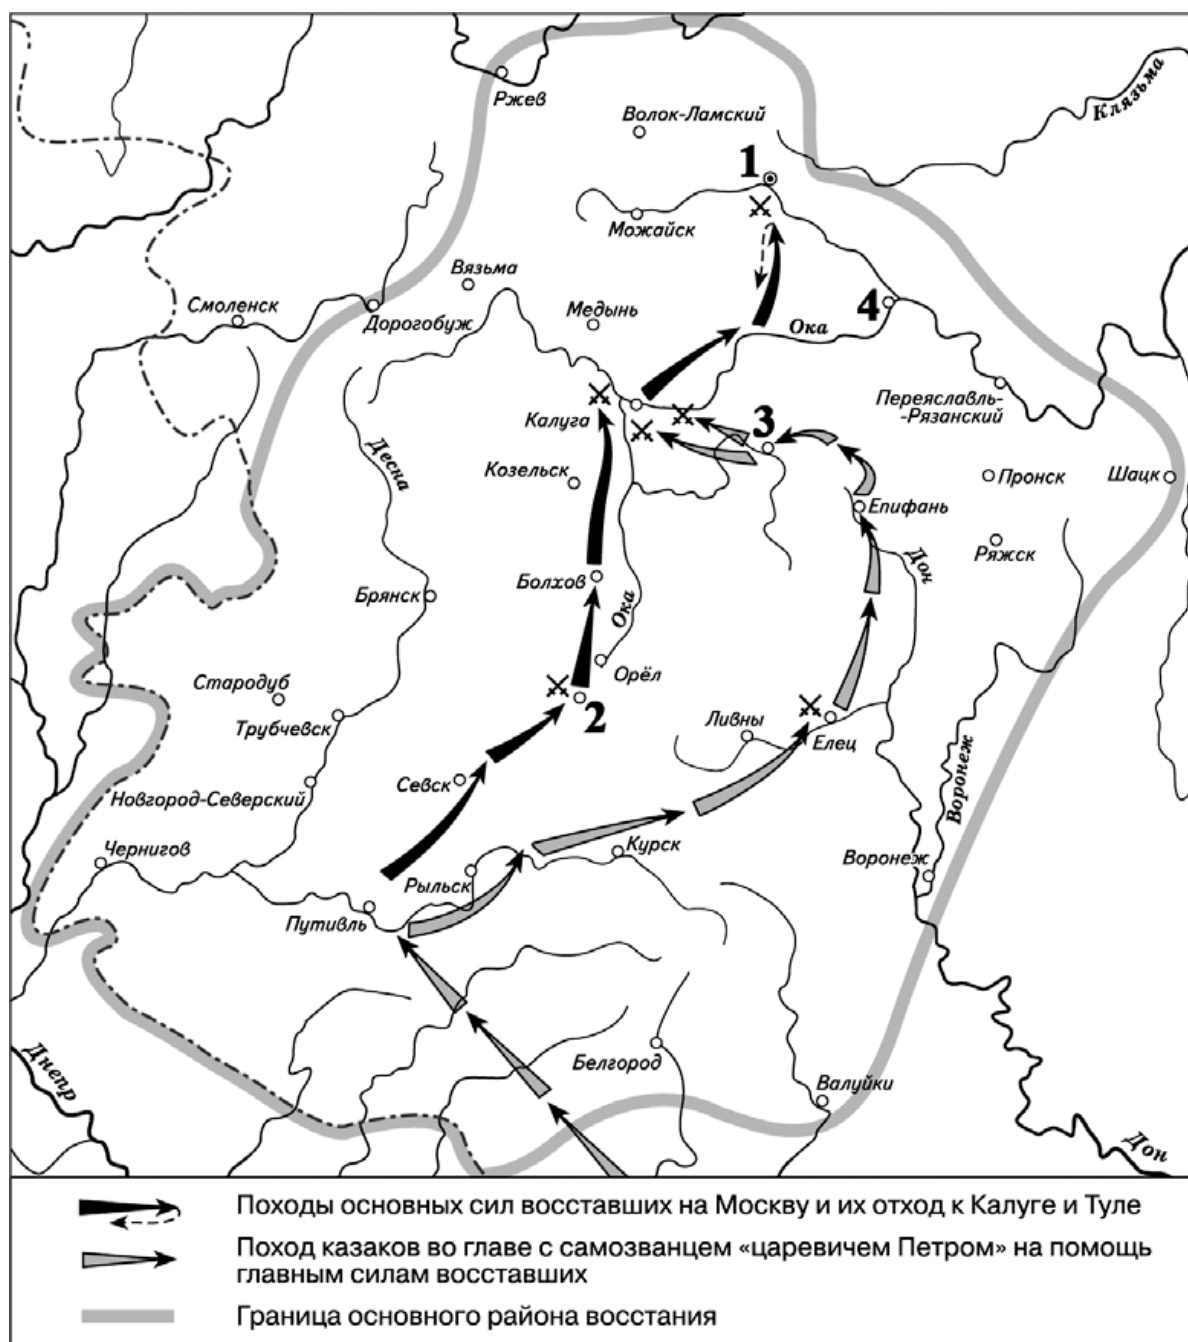 Ржев
Волок-Ламский
Клязьма
1
Можайск
Вязьма
Смоленск
Дорогобуж
Медынь
Ока
4
Переяславль-
-Рязанский
Калуга
3
Десна
Козельск
Пронск
Шацк
Епифань
Ряжск
Дон
Болхов
Брянск
Ока
Орёл
Стародуб
Трубчевск
2
Ливны
Елец
Севск
Новгород-Северский
Воронеж
Чернигов
Рыльск
Курск
Воронеж
Путивль
Белгород
Валуйки
Днепр
Дон
Походы основных сил восставших на Москву и их отход к Калуге и Туле
Поход казаков во главе с самозванцем «царевичем Петром» на помощь
главным силам восставших
Граница основного района восстания